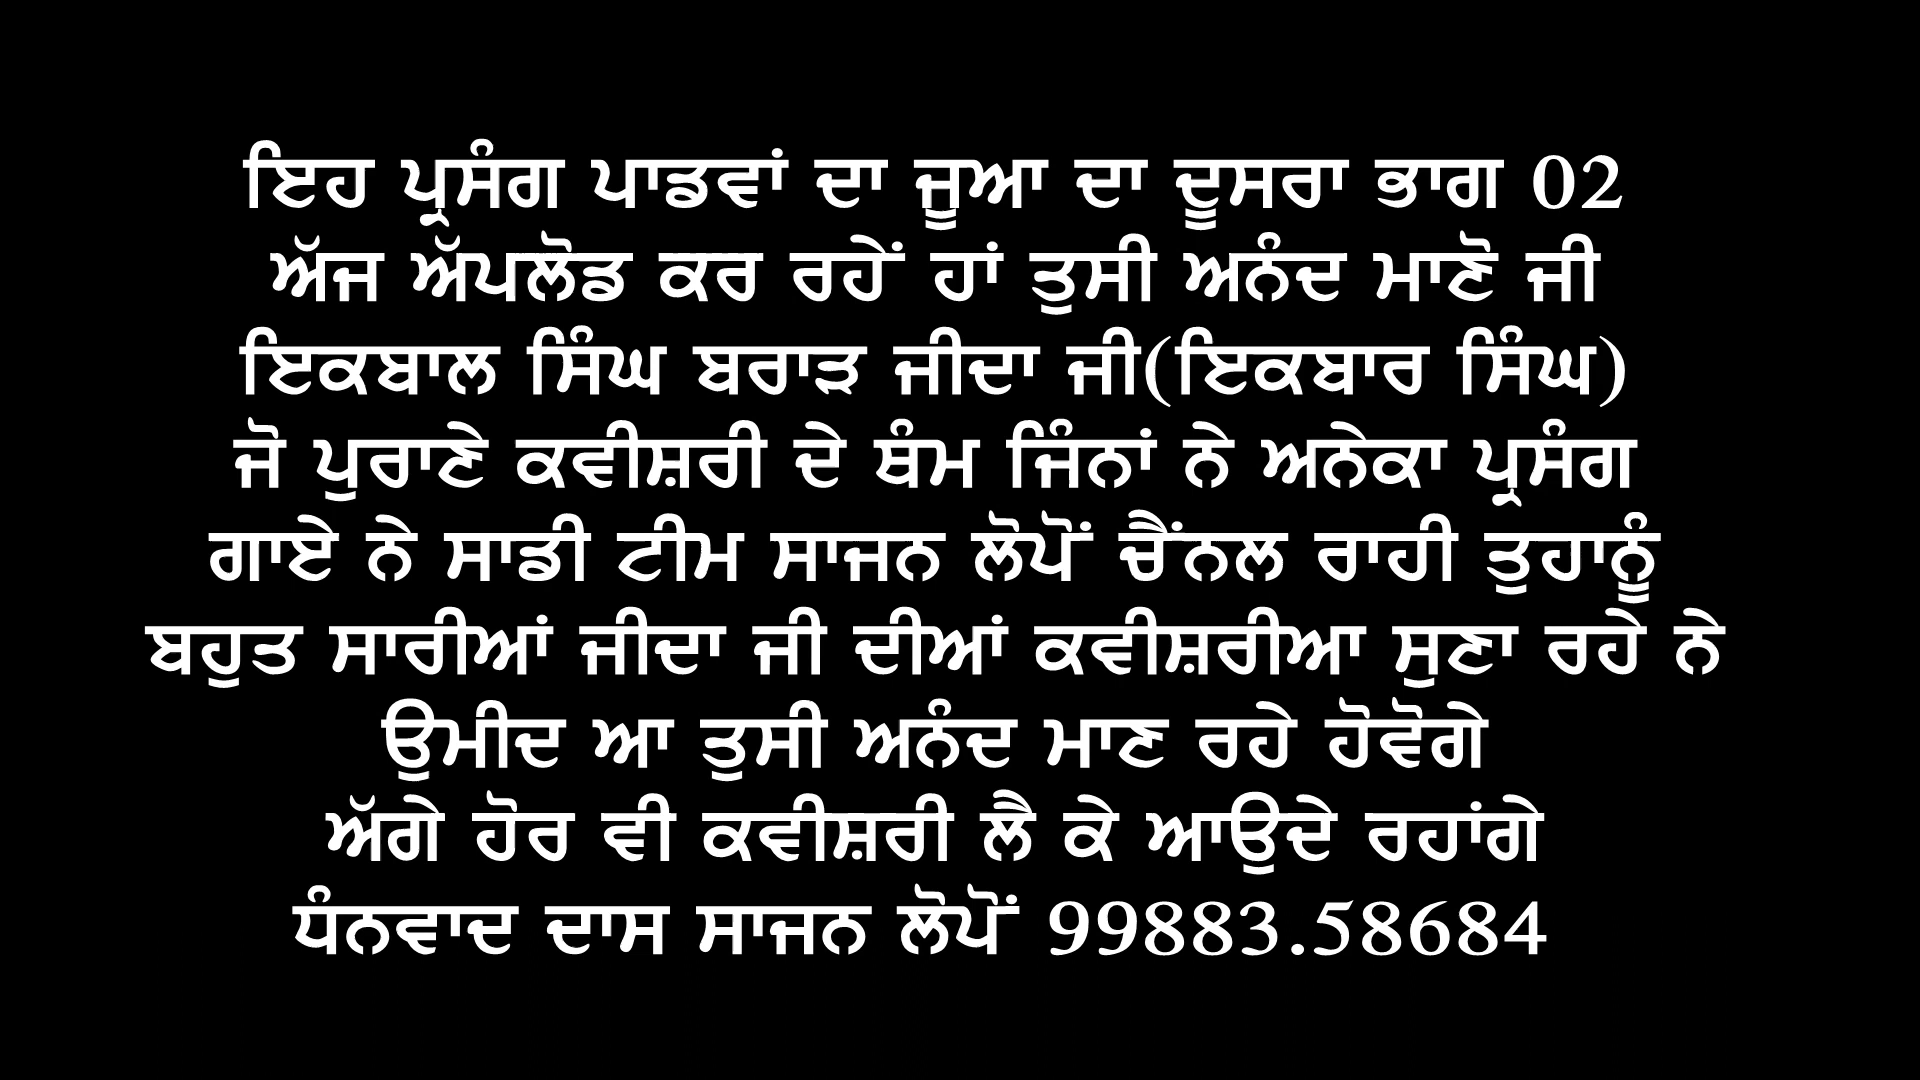 ਇਹ ਪ੍ਰਸੰਗ ਪਾਡਵਾਂ ਦਾ ਜੂਆ ਦਾ ਦੂਸਰਾ ਭਾਗ 02
ਅੱਜ ਅੱਪਲੋਡ ਕਰ ਰਹੇਂ ਹਾਂ ਤੁਸੀ ਅਨੰਦ ਮਾਣੋ ਜੀ
ਇਕਬਾਲ ਸਿੰਘ ਬਰਾੜ ਜੀਦਾ ਜੀ(ਇਕਬਾਰ ਸਿੰਘ)
ਜੋ ਪੁਰਾਣੇ ਕਵੀਸ਼ਰੀ ਦੇ ਥੰਮ ਜਿੰਨਾਂ ਨੇ ਅਨੇਕਾ ਪ੍ਰਸੰਗ
ਗਾਏ ਨੇ ਸਾਡੀ ਟੀਮ ਸਾਜਨ ਲੋਪੋਂ ਚੈਂਨਲ ਰਾਹੀ ਤੁਹਾਨੂੰ
ਬਹੁਤ ਸਾਰੀਆਂ ਜੀਦਾ ਜੀ ਦੀਆਂ ਕਵੀਸ਼ਰੀਆ ਸੁਣਾ ਰਹੇ ਨੇ
ਉਮੀਦ ਆ ਤੁਸੀ ਅਨੰਦ ਮਾਣ ਰਹੇ ਹੋਵੋਗੇ
ਅੱਗੇ ਹੋਰ ਵੀ ਕਵੀਸ਼ਰੀ ਲੈ ਕੇ ਆਉਦੇ ਰਹਾਂਗੇ
ਧੰਨਵਾਦ ਦਾਸ ਸਾਜਨ ਲੋਪੋਂ 99883.58684